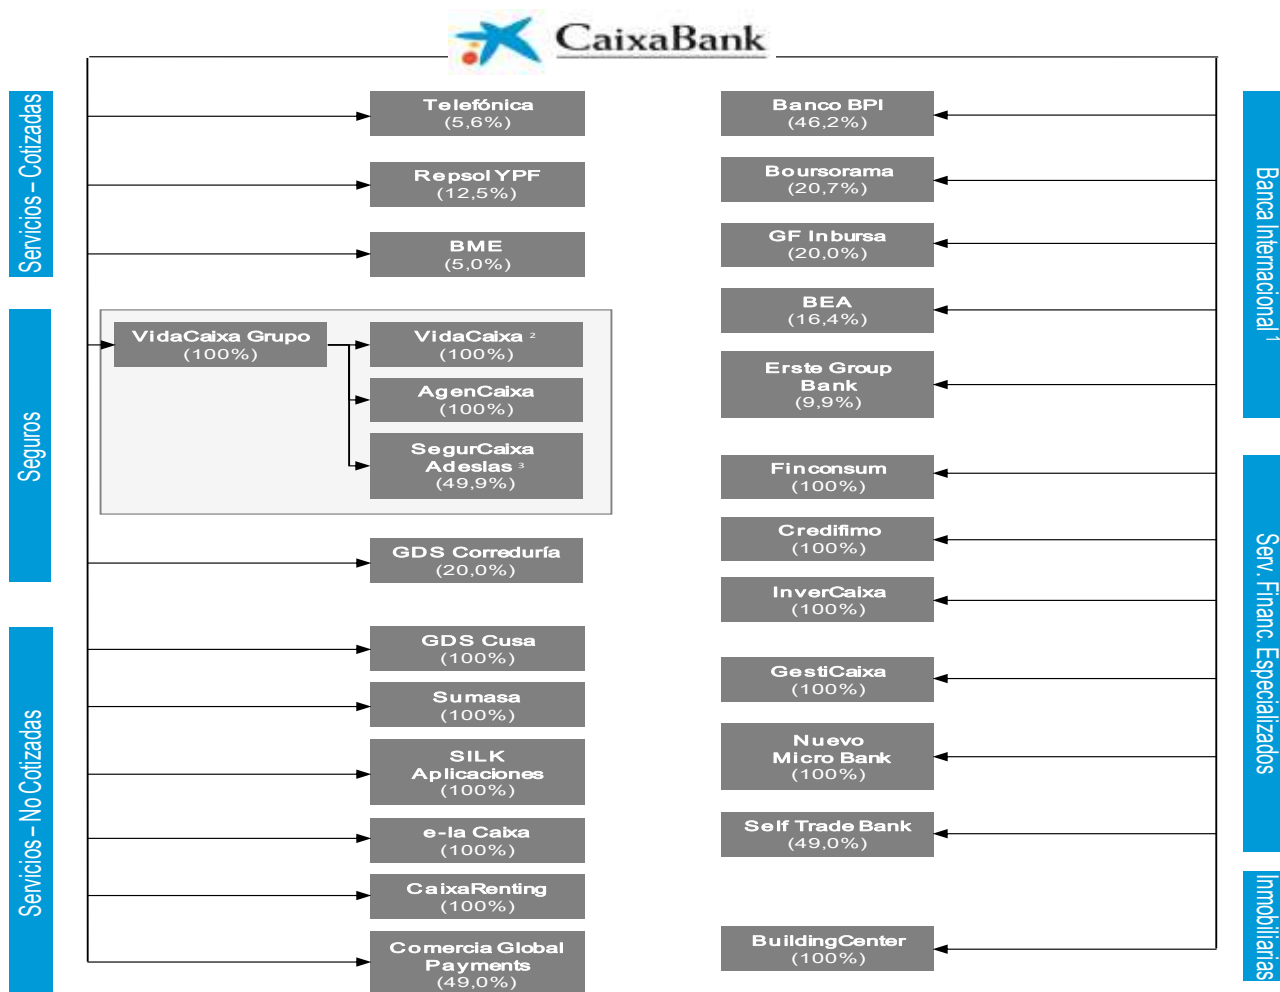 CaixaBank
Servicios – Cotizadas
Telefónica
(5,6%)
Repsol YPF
(12,5%)
BME
(5,0%)
Seguros
VidaCaixa Grupo
(100%)
VidaCaixa ²
(100%)
AgenCaixa
(100%)
SegurCaixa
Adeslas ³
(49,9%)
GDS Correduría
(20,0%)
Servicios – No Cotizadas
GDS Cusa
(100%)
Sumasa
(100%)
SILK
Aplicaciones
(100%)
e-la Caixa
(100%)
CaixaRenting
(100%)
Comercia Global
Payments
(49,0%)
Banca Internacional ¹
Banco BPI
(46,2%)
Boursorama
(20,7%)
GF Inbursa
(20,0%)
BEA
(16,4%)
Erste Group
Bank
(9,9%)
Serv. Financ. Especializados
Finconsum
(100%)
Credifimo
(100%)
InverCaixa
(100%)
GestiCaixa
(100%)
Nuevo
Micro Bank
(100%)
Self Trade Bank
(49,0%)
Inmobiliarias
BuildingCenter
(100%)